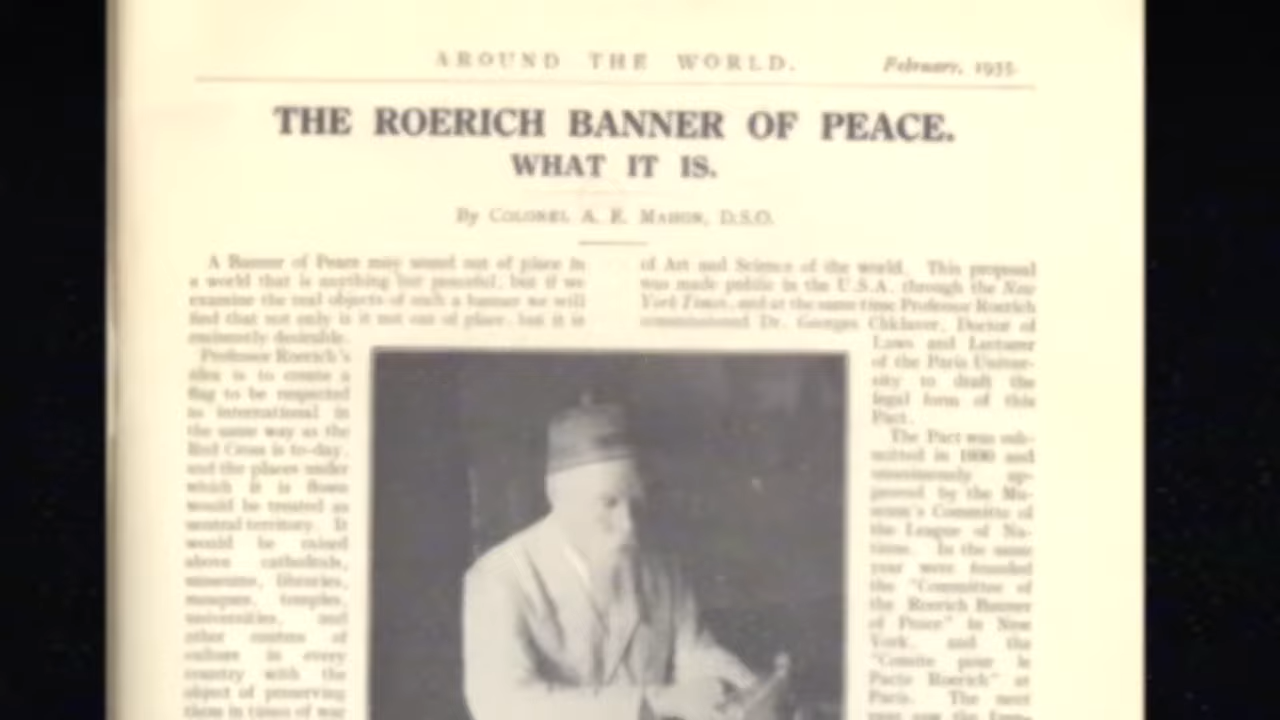 AROUND THE WORLD. February, 1935.
THE ROERICH BANNER OF PEACE.
WHAT IT IS.
By COLONEL A. E. MAHON, D.S.O.
A Banner of Peace may sound out of place in
a world that is anything but peaceful, but if we
examine the real objects of such a banner we will
find that not only is it not out of place, but it is
eminently desirable.
Professor Roerich's
idea is to create a
flag to be respected
as international in
the same way as the
Red Cross is to-day,
and the places under
which it is flown
would be treated as
neutral territory. It
would be raised
above cathedrals,
museums, libraries,
mosques, temples,
universities, and
other centres of
culture in every
country with the
object of preserving
them in times of war
of Art and Science of the world. This proposal
was made public in the U.S.A. through the New
York Times, and at the same time Professor Roerich
commissioned Dr. Georges Chklaver, Doctor of
Laws and Lecturer
of the Paris Univer-
sity to draft the
legal form of this
Pact.
The Pact was sub-
mitted in 1930 and
unanimously ap-
proved by the Mu-
seum's Committe of
the League of Na-
tions. In the same
year were founded
the "Committee of
the Roerich Banner
of Peace" in New
York, and the
"Comite pour le
Pacte Roerich" at
Paris. The next
year saw the